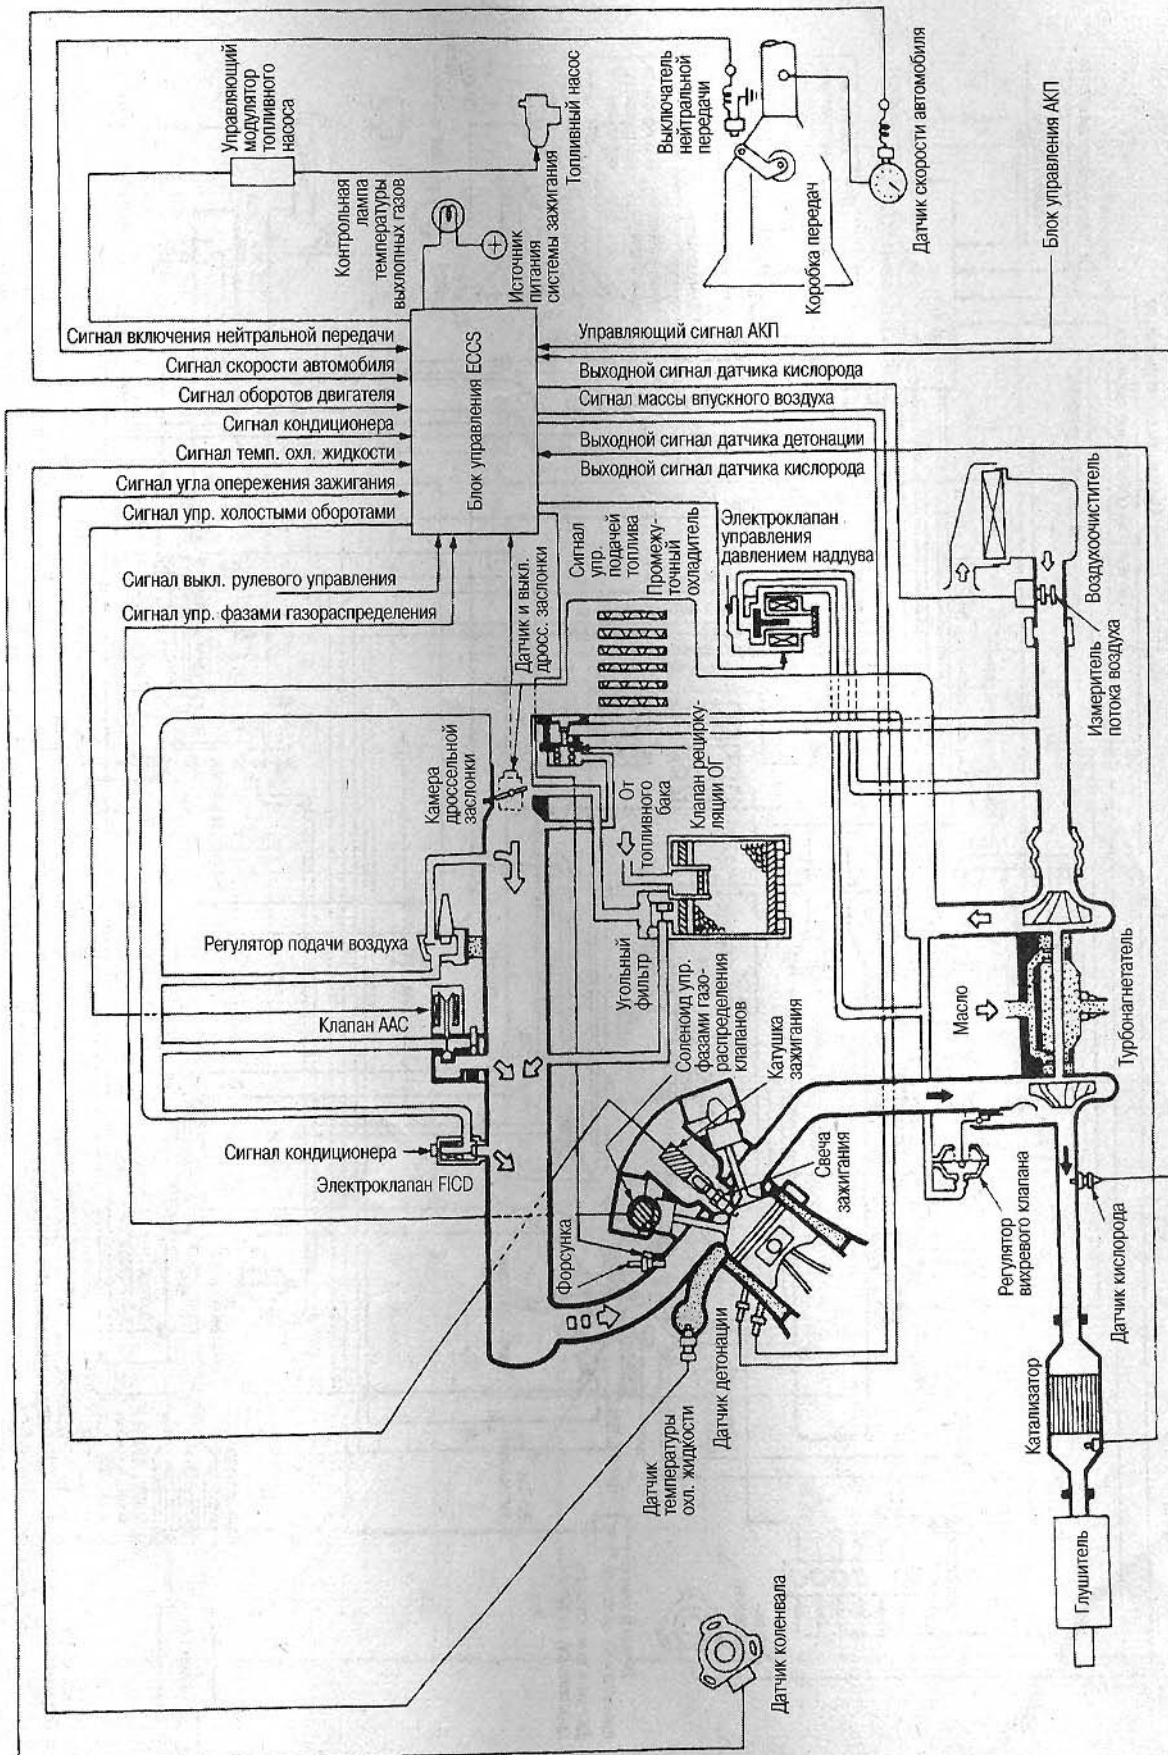 Управляющий
модулятор
топливного
насоса
Топливный насос
Контрольная
лампа
температуры
выхлопных газов
Источник
питания
системы зажигания
Выключатель
нейтральной
передачи
Коробка передач
Датчик скорости автомобиля
Блок управления АКП
Сигнал включения нейтральной передачи
Сигнал скорости автомобиля
Сигнал оборотов двигателя
Сигнал кондиционера
Сигнал темп. охл. жидкости
Сигнал угла опережения зажигания
Сигнал упр. холостыми оборотами
Сигнал выкл. рулевого управления
Сигнал упр. фазами газораспределения
Блок управления ECCS
Управляющий сигнал АКП
Выходной сигнал датчика кислорода
Сигнал массы впускного воздуха
Выходной сигнал датчика детонации
Выходной сигнал датчика кислорода
Датчик и выкл.
дросс. заслонки
Сигнал
упр.
подачей
топлива
Промежу-
точный
охладитель
Электроклапан
управления
давлением наддува
Воздухоочиститель
Измеритель
потока воздуха
Камера
дроссельной
заслонки
От
топливного
бака
Клапан рецирку-
ляции ОГ
Регулятор подачи воздуха
Клапан ААС
Угольный
фильтр
Соленоид упр.
фазами газо-
распределения
клапанов
Катушка
зажигания
Масло
Турбонагнетатель
Сигнал кондиционера
Электроклапан FICD
Форсунка
Свеча
зажигания
Регулятор
вихревого клапана
Датчик кислорода
Датчик детонации
Датчик
температуры
охл. жидкости
Катализатор
Глушитель
Датчик коленвала